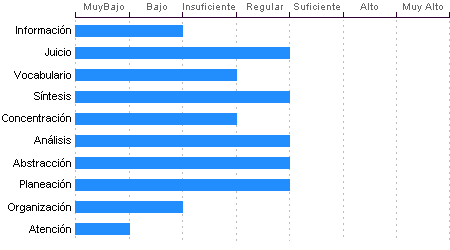 MuyBajo Bajo Insuficiente Regular Suficiente Alto Muy Alto
Información
Juicio
Vocabulario
Síntesis
Concentración
Análisis
Abstracción
Planeación
Organización
Atención